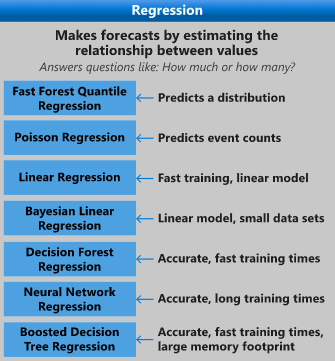 Regression
Makes forecasts by estimating the
relationship between values
Answers questions like: How much or how many?
Fast Forest Quantile
Regression
Predicts a distribution
Poisson Regression
Predicts event counts
Linear Regression
Fast training, linear model
Bayesian Linear
Regression
Linear model, small data sets
Decision Forest
Regression
Accurate, fast training times
Neural Network
Regression
Accurate, long training times
Boosted Decision
Tree Regression
Accurate, fast training times,
large memory footprint